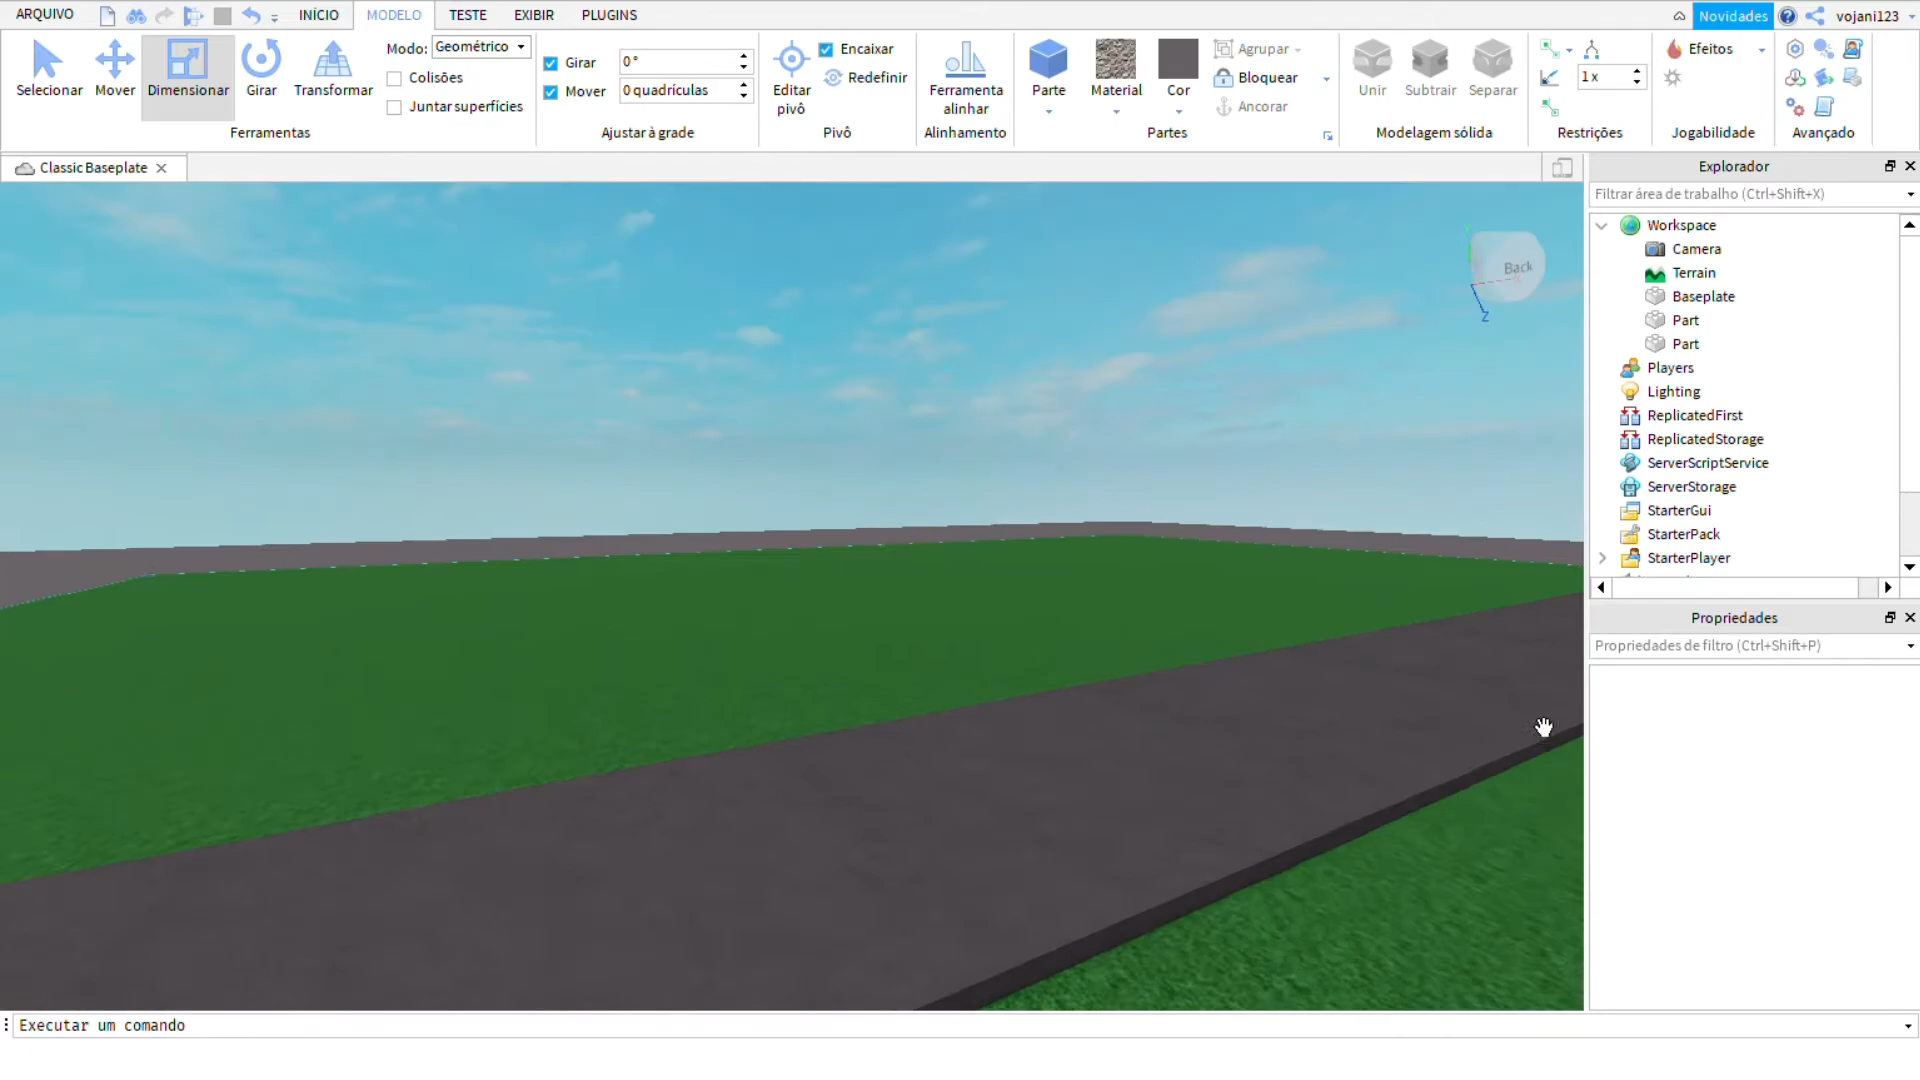 ARQUIVO
INÍCIO
MODELO
TESTE
EXIBIR
PLUGINS
Novidades
vojani123
Selecionar
Mover
Dimensionar
Girar
Transformar
Modo: Geométrico
Colisões
Juntar superfícies
Ferramentas
Girar 0°
Mover 0 quadrículas
Ajustar à grade
Editar
pivô
Encaixar
Redefinir
Pivô
Ferramenta
alinhar
Alinhamento
Parte
Material
Cor
Agrupar
Bloquear
Ancorar
Partes
Unir
Subtrair
Separar
Modelagem sólida
1 x
Restrições
Efeitos
Jogabilidade
Avançado
Classic Baseplate
Back
Z
Explorador
Filtrar área de trabalho (Ctrl+Shift+X)
Workspace
Camera
Terrain
Baseplate
Part
Part
Players
Lighting
ReplicatedFirst
ReplicatedStorage
ServerScriptService
ServerStorage
StarterGui
StarterPack
StarterPlayer
Propriedades
Propriedades de filtro (Ctrl+Shift+P)
Executar um comando